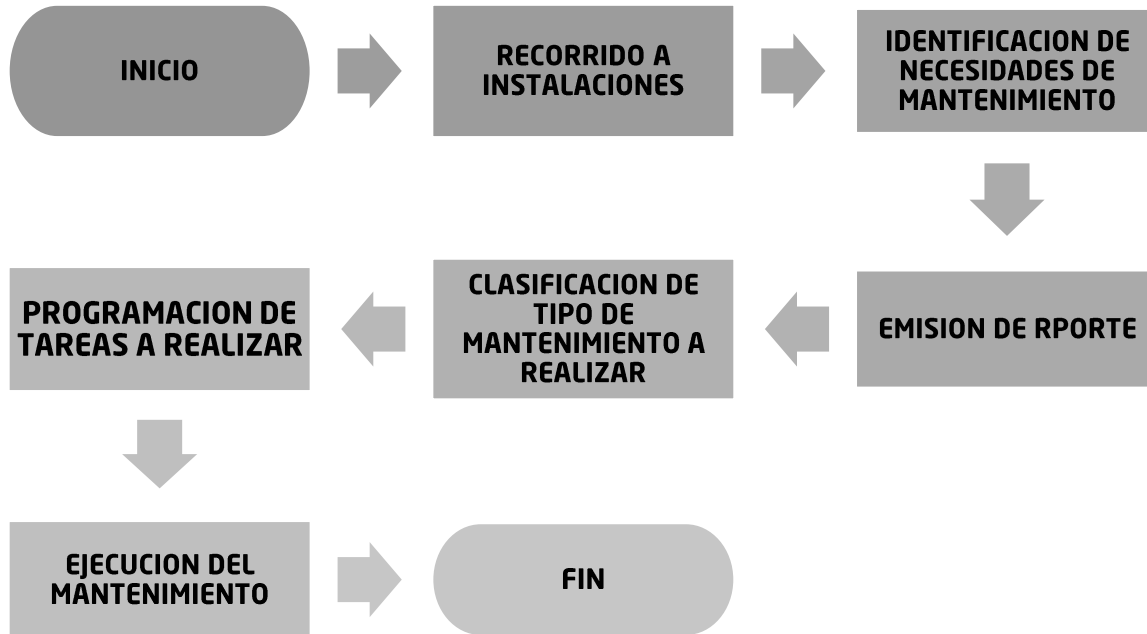 INICIO
RECORRIDO A
INSTALACIONES
IDENTIFICACION DE
NECESIDADES DE
MANTENIMIENTO
EMISION DE RPORTE
CLASIFICACION DE
TIPO DE
MANTENIMIENTO A
REALIZAR
PROGRAMACION DE
TAREAS A REALIZAR
EJECUCION DEL
MANTENIMIENTO
FIN